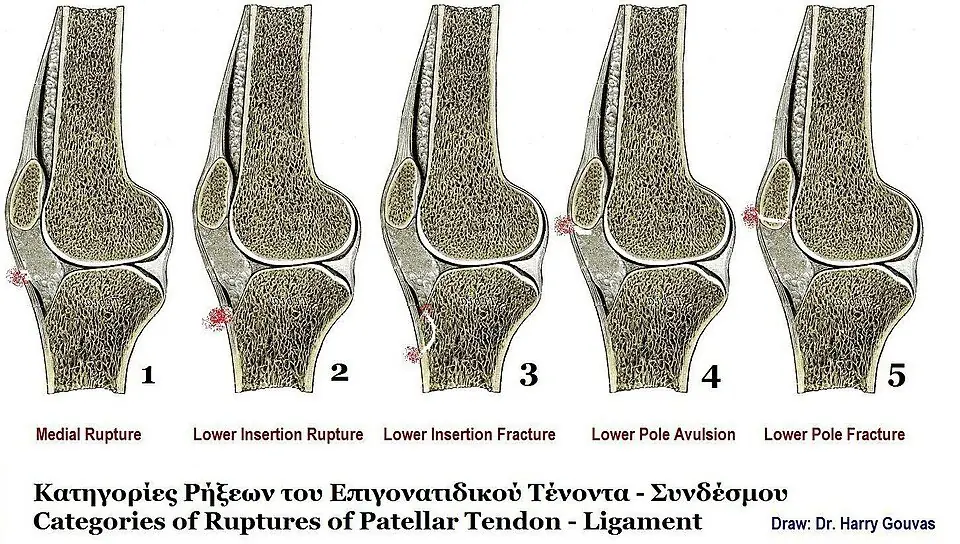 1 2 3 4 5
Medial Rupture Lower Insertion Rupture Lower Insertion Fracture Lower Pole Avulsion Lower Pole Fracture
Κατηγορίες Ρήξεων του Επιγονατιδικού Τένοντα - Συνδέσμου
Categories of Ruptures of Patellar Tendon - Ligament Draw: Dr. Harry Gouvas